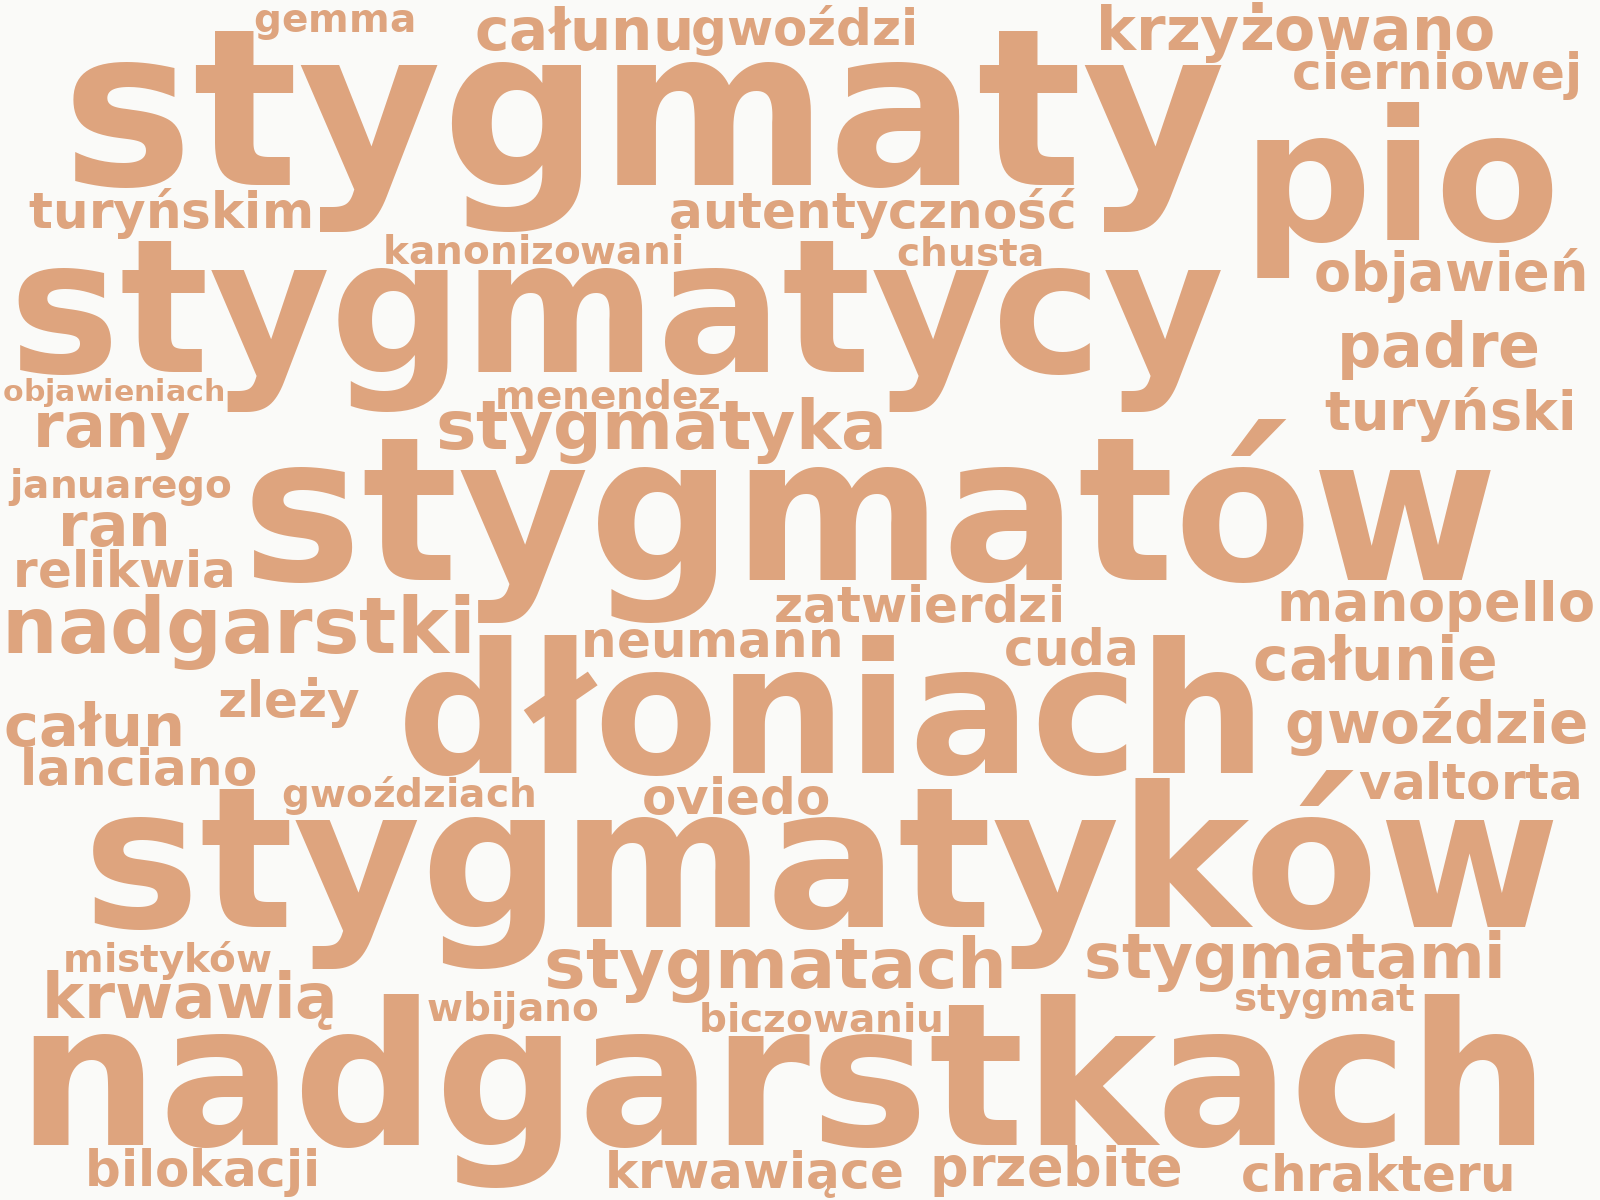 gemma
całunu
gwoździ
krzyżowano
stygmaty
cierniowej
pio
turyńskim
autentyczność
kanonizowani
chusta
stygmatycy
objawień
padre
objawieniach
menendez
rany
stygmatyka
turyński
januarego
stygmatów
ran
relikwia
nadgarstki
zatwierdzi
manopello
neumann
cuda
całunie
dłoniach
zleży
całun
gwoździe
lanciano
gwoździach
oviedo
valtorta
stygmatyków
mistyków
stygmatach
stygmatami
krwawią
wbijano
biczowaniu
stygmat
nadgarstkach
bilokacji
krwawiące
przebite
chrakteru